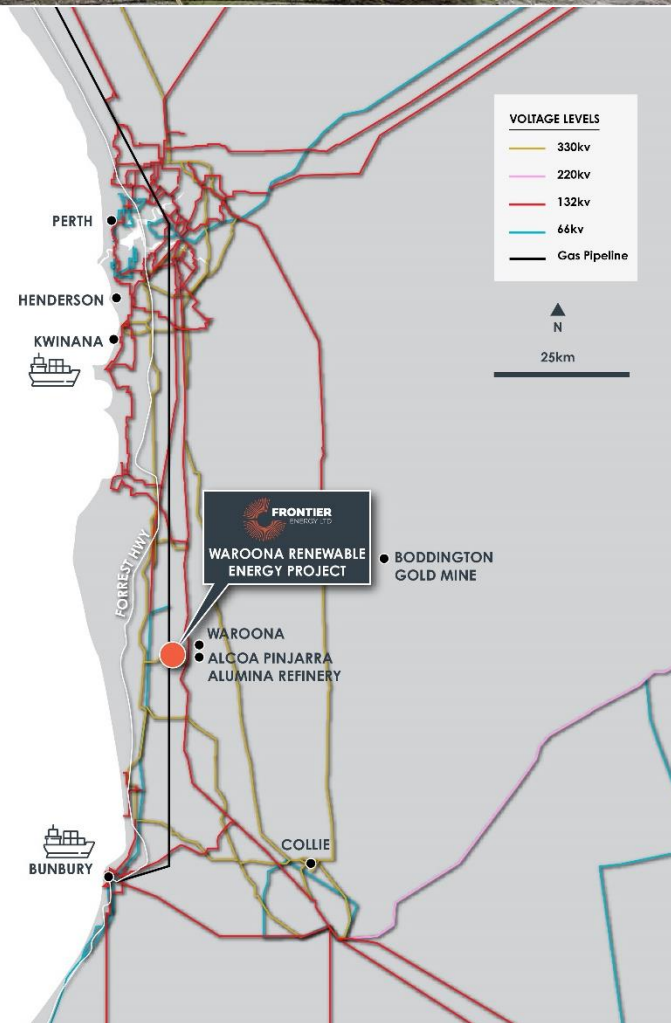 VOLTAGE LEVELS
330kv
220kv
132kv
66kv
Gas Pipeline
N
25km
PERTH
HENDERSON
KWINANA
FRONTIER
ENERGY LTD
WAROONA RENEWABLE
ENERGY PROJECT
BODDINGTON
GOLD MINE
FORREST HWY
WAROONA
ALCOA PINJARRA
ALUMINA REFINERY
COLLIE
BUNBURY